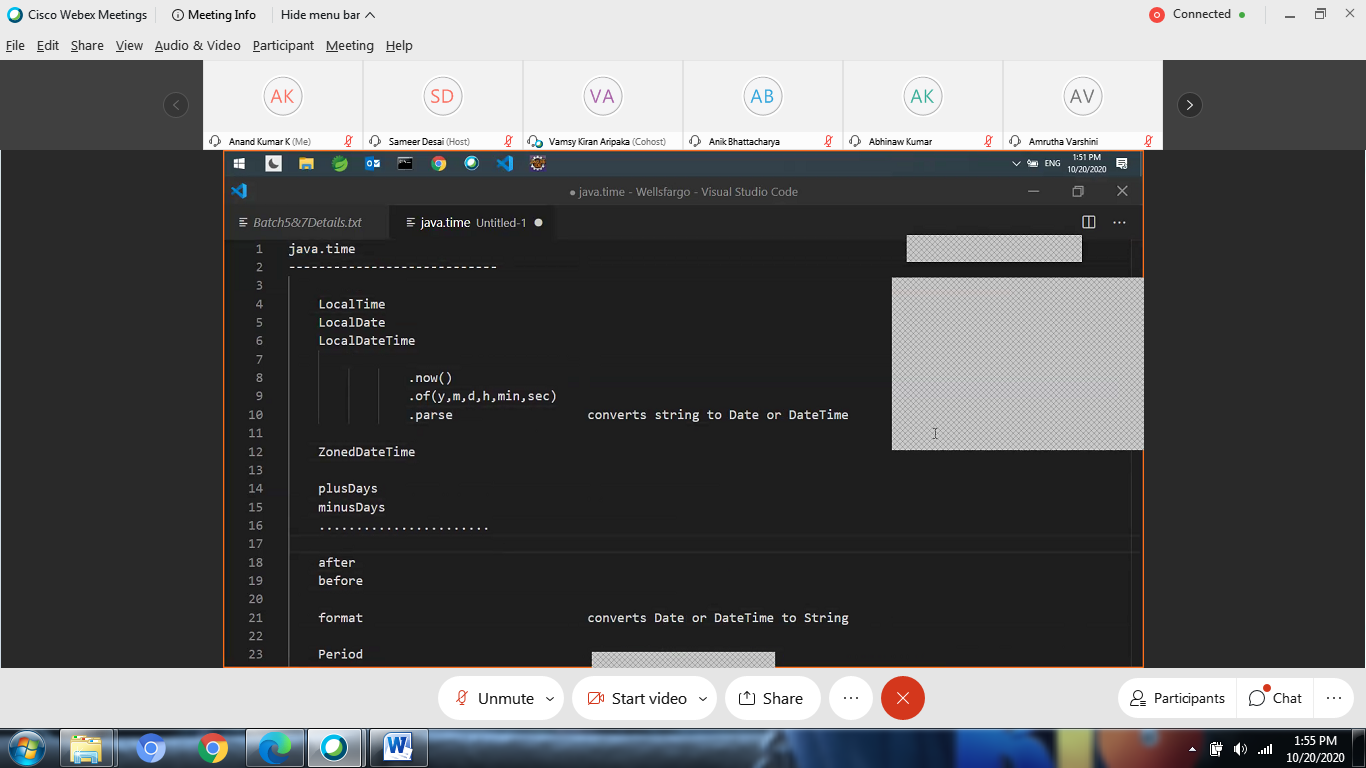 Cisco Webex Meetings Meeting Info Hide menu bar Connected
File Edit Share View Audio & Video Participant Meeting Help
AK SD VA AB AK AV
Anand Kumar K (Me) Sameer Desai (Host) Vamsy Kiran Aripaka (Cohost) Anik Bhattacharya Abhinaw Kumar Amrutha Varshini
ENG 1:51 PM
10/20/2020
● java.time - Wellsfargo - Visual Studio Code
Batch5&7Details.txt java.time Untitled-1 ●
1 java.time
2 ----------------------------
3
4 LocalTime
5 LocalDate
6 LocalDateTime
7
8 .now()
9 .of(y,m,d,h,min,sec)
10 .parse converts string to Date or DateTime
11
12 ZonedDateTime
13
14 plusDays
15 minusDays
16 .......................
17
18 after
19 before
20
21 format converts Date or DateTime to String
22
23 Period
Unmute Start video Share Participants Chat
1:55 PM
10/20/2020